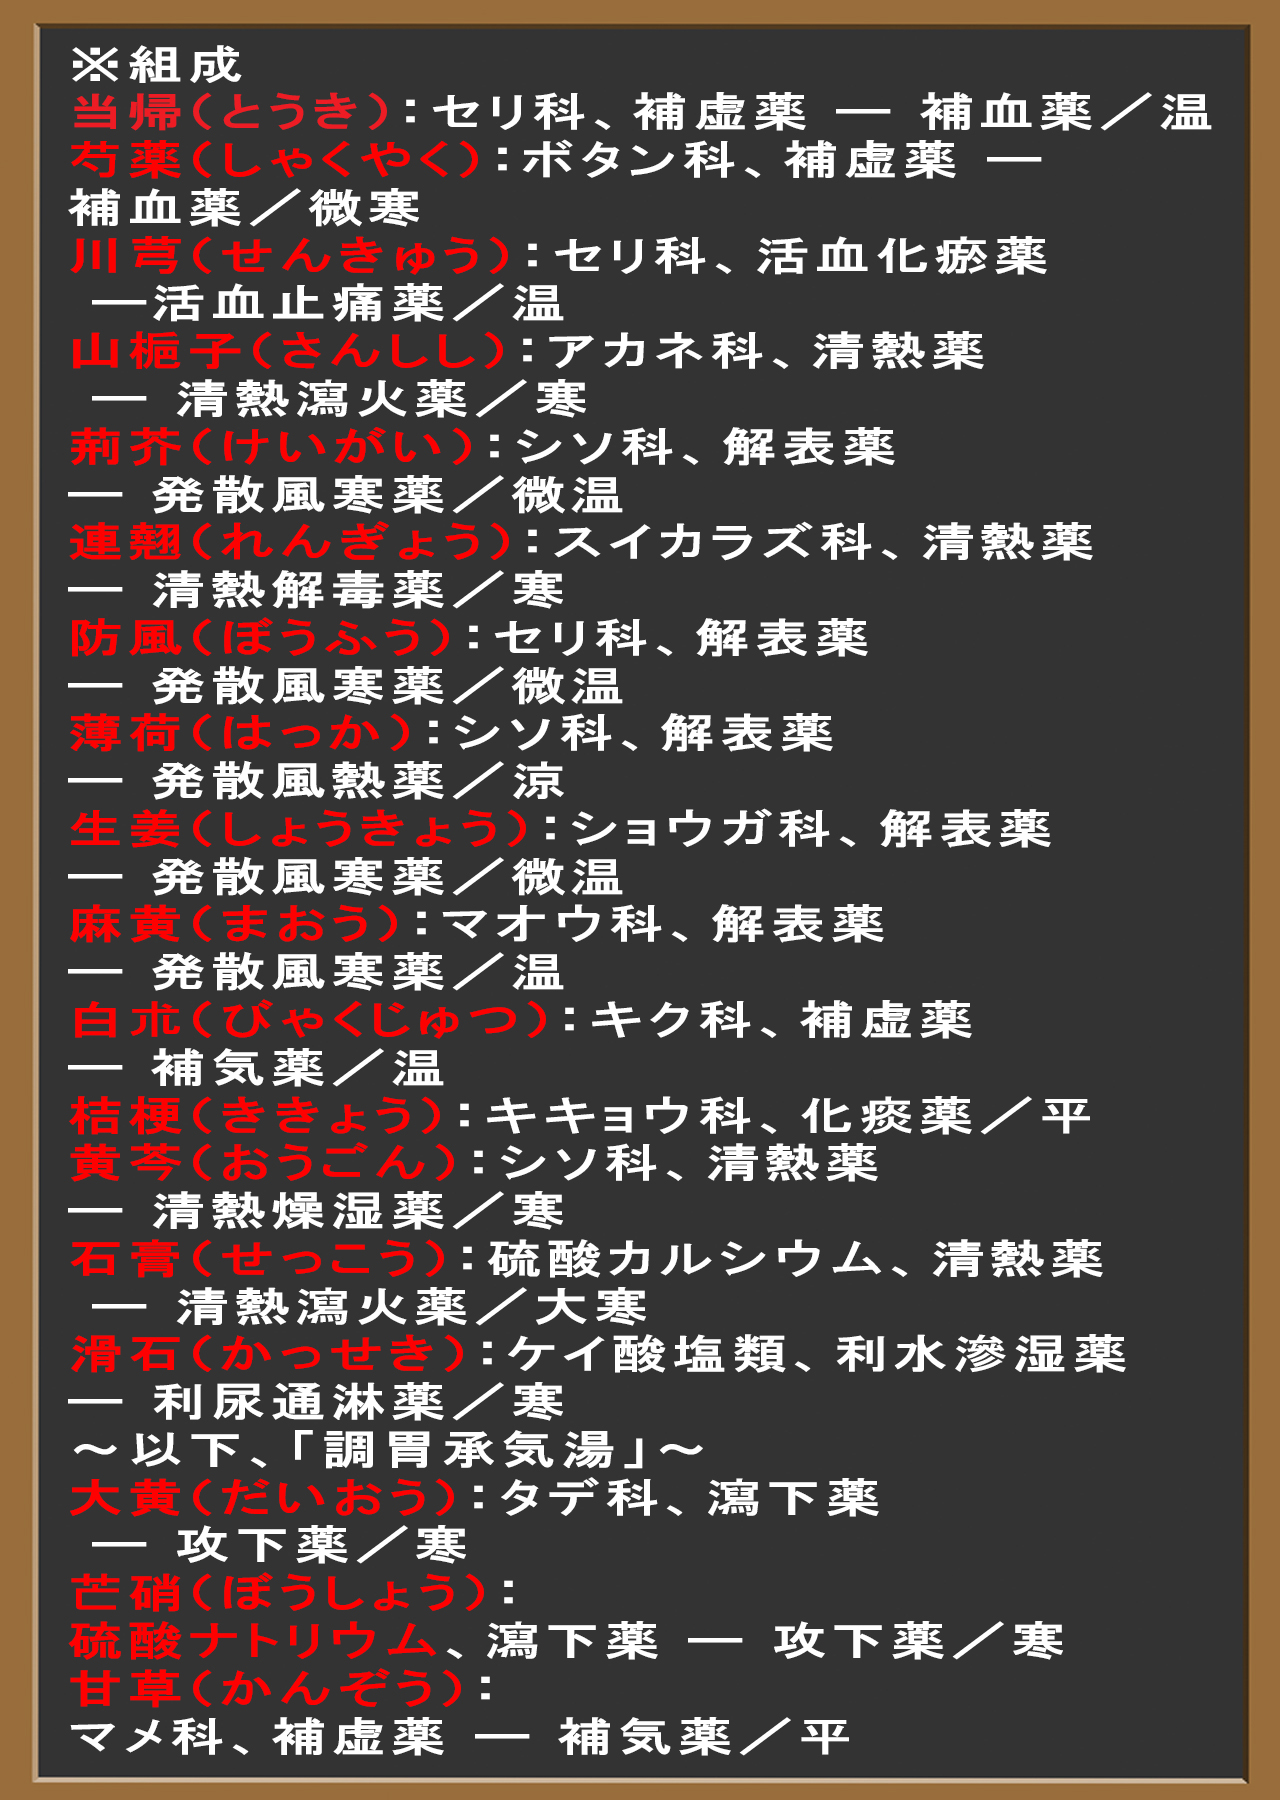 ※組成
当帰(とうき):セリ科、補虚薬 ― 補血薬／温
芍薬(しゃくやく):ボタン科、補虚薬 ―
補血薬／微寒
川芎(せんきゅう):セリ科、活血化瘀薬
―活血止痛薬／温
山梔子(さんしし):アカネ科、清熱薬
― 清熱瀉火薬／寒
荊芥(けいがい):シソ科、解表薬
― 発散風寒薬／微温
連翹(れんぎょう):スイカラズ科、清熱薬
― 清熱解毒薬／寒
防風(ぼうふう):セリ科、解表薬
― 発散風寒薬／微温
薄荷(はっか):シソ科、解表薬
― 発散風熱薬／涼
生姜(しょうきょう):ショウガ科、解表薬
― 発散風寒薬／微温
麻黄(まおう):マオウ科、解表薬
― 発散風寒薬／温
白朮(びゃくじゅつ):キク科、補虚薬
― 補気薬／温
桔梗(ききょう):キキョウ科、化痰薬／平
黄芩(おうごん):シソ科、清熱薬
― 清熱燥湿薬／寒
石膏(せっこう):硫酸カルシウム、清熱薬
― 清熱瀉火薬／大寒
滑石(かっせき):ケイ酸塩類、利水滲湿薬
― 利尿通淋薬／寒
～以下、「調胃承気湯」～
大黄(だいおう):タデ科、瀉下薬
― 攻下薬／寒
芒硝(ぼうしょう):
硫酸ナトリウム、瀉下薬 ― 攻下薬／寒
甘草(かんぞう):
マメ科、補虚薬 ― 補気薬／平